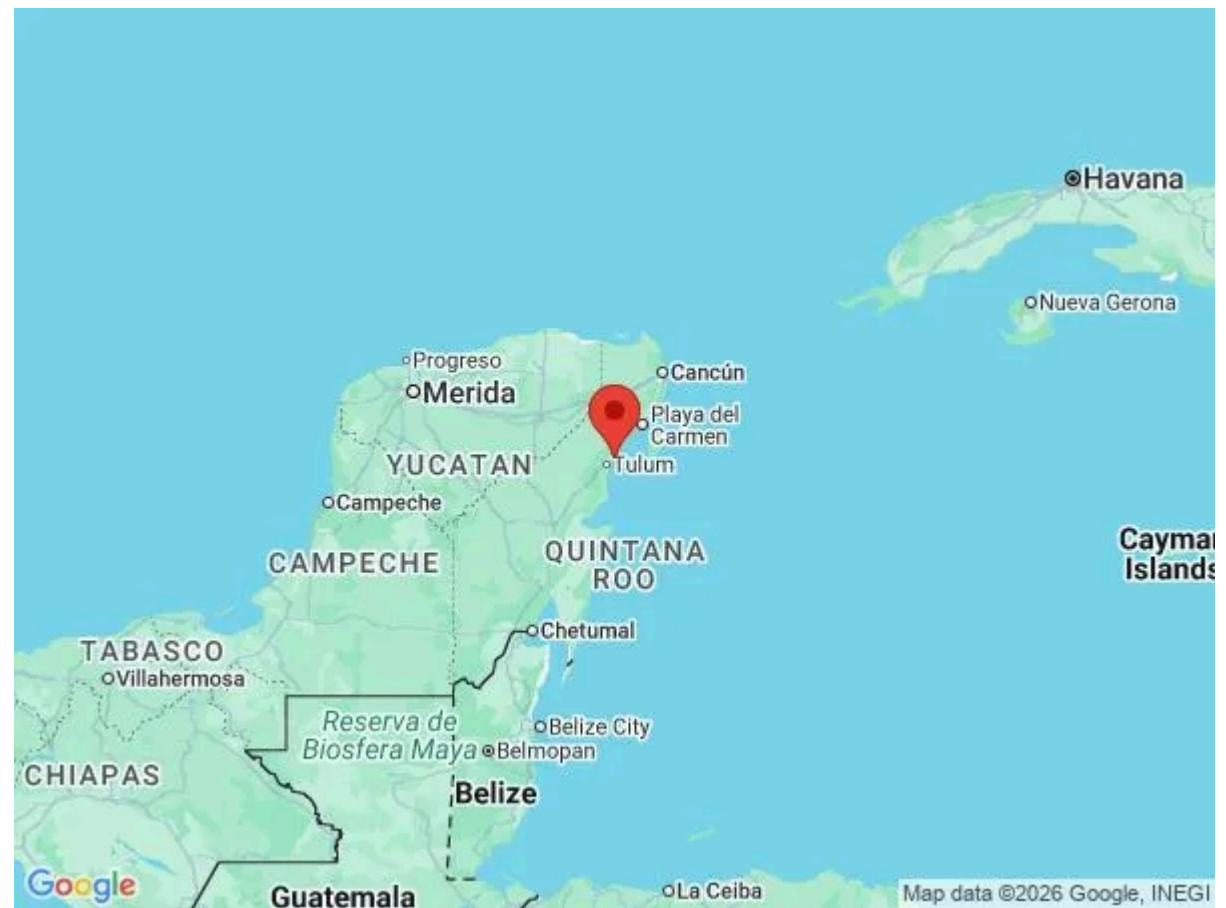 Havana
Nueva Gerona
Progreso
Cancún
Merida
Playa del
Carmen
YUCATAN
Tulum
Campeche
CAMPECHE
QUINTANA
ROO
Cayma
Islands
Chetumal
TABASCO
Villahermosa
Reserva de
Biosfera Maya
Belize City
Belmopan
CHIAPAS
Belize
Google
Guatemala
La Ceiba
Map data ©2026 Google, INEGI